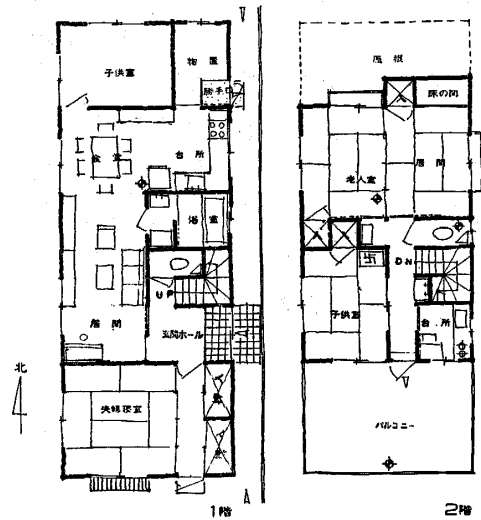 子供室
物置
勝手口
食堂
台所
浴室
UP
居間
玄関ホール
北
夫婦寝室
1階
屋根
床の間
老人室
居間
DN
子供室
台所
バルコニー
2階